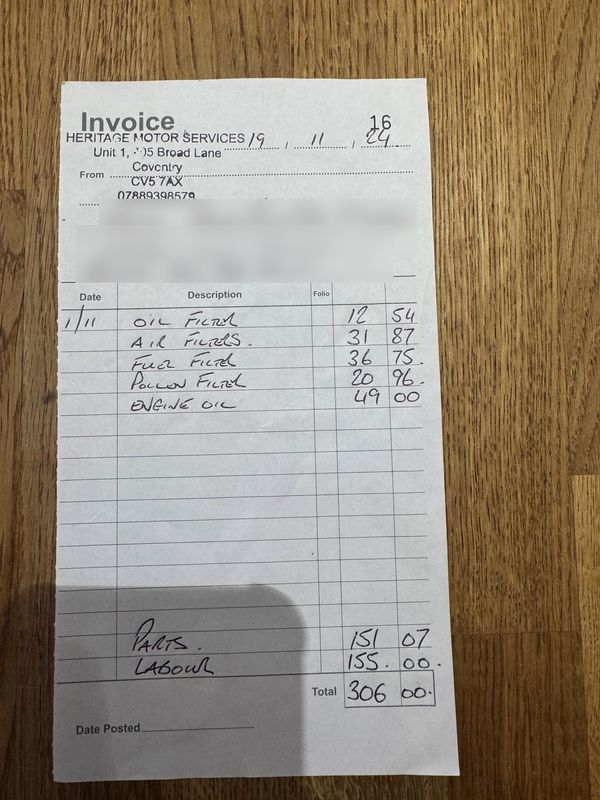 Invoice 16
HERITAGE MOTOR SERVICES 19 , 11 , 24
Unit 1, 105 Broad Lane
Coventry
From
CV5 7AX
07889398579
Date Description Folio
1/11 OIL FILTER 12 54
AIR FILTERS. 31 87
FUEL FILTER 36 75.
POLLEN FILTER 20 96.
ENGINE OIL 49 00
PARTS. 151 07
LABOUR 155. 00.
Total 306 00.
Date Posted